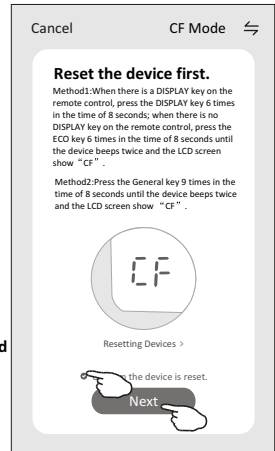 Cancel CF Mode
Reset the device first.
Method1:When there is a DISPLAY key on the
remote control, press the DISPLAY key 6 times
in the time of 8 seconds; when there is no
DISPLAY key on the remote control, press the
ECO key 6 times in the time of 8 seconds until
the device beeps twice and the LCD screen
show “CF”.
Method2:Press the General key 9 times in the
time of 8 seconds until the device beeps twice
and the LCD screen show “CF”.
CF
Resetting Devices >
d
the device is reset.
Next